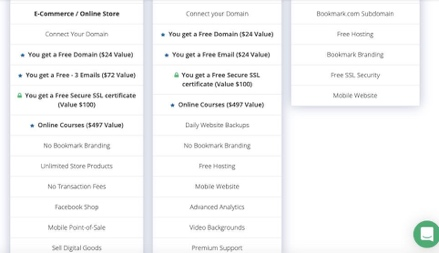 E-Commerce / Online Store
Connect Your Domain
You get a Free Domain ($24 Value)
You get a Free - 3 Emails ($72 Value)
You get a Free Secure SSL certificate
(Value $100)
Online Courses ($497 Value)
No Bookmark Branding
Unlimited Store Products
No Transaction Fees
Facebook Shop
Mobile Point-of-Sale
Sell Digital Goods
Connect your Domain
You get a Free Domain ($24 Value)
You get a Free Email ($24 Value)
You get a Free Secure SSL
certificate (Value $100)
Online Courses ($497 Value)
Daily Website Backups
No Bookmark Branding
Free Hosting
Mobile Website
Advanced Analytics
Video Backgrounds
Premium Support
Bookmark.com Subdomain
Free Hosting
Bookmark Branding
Free SSL Security
Mobile Website